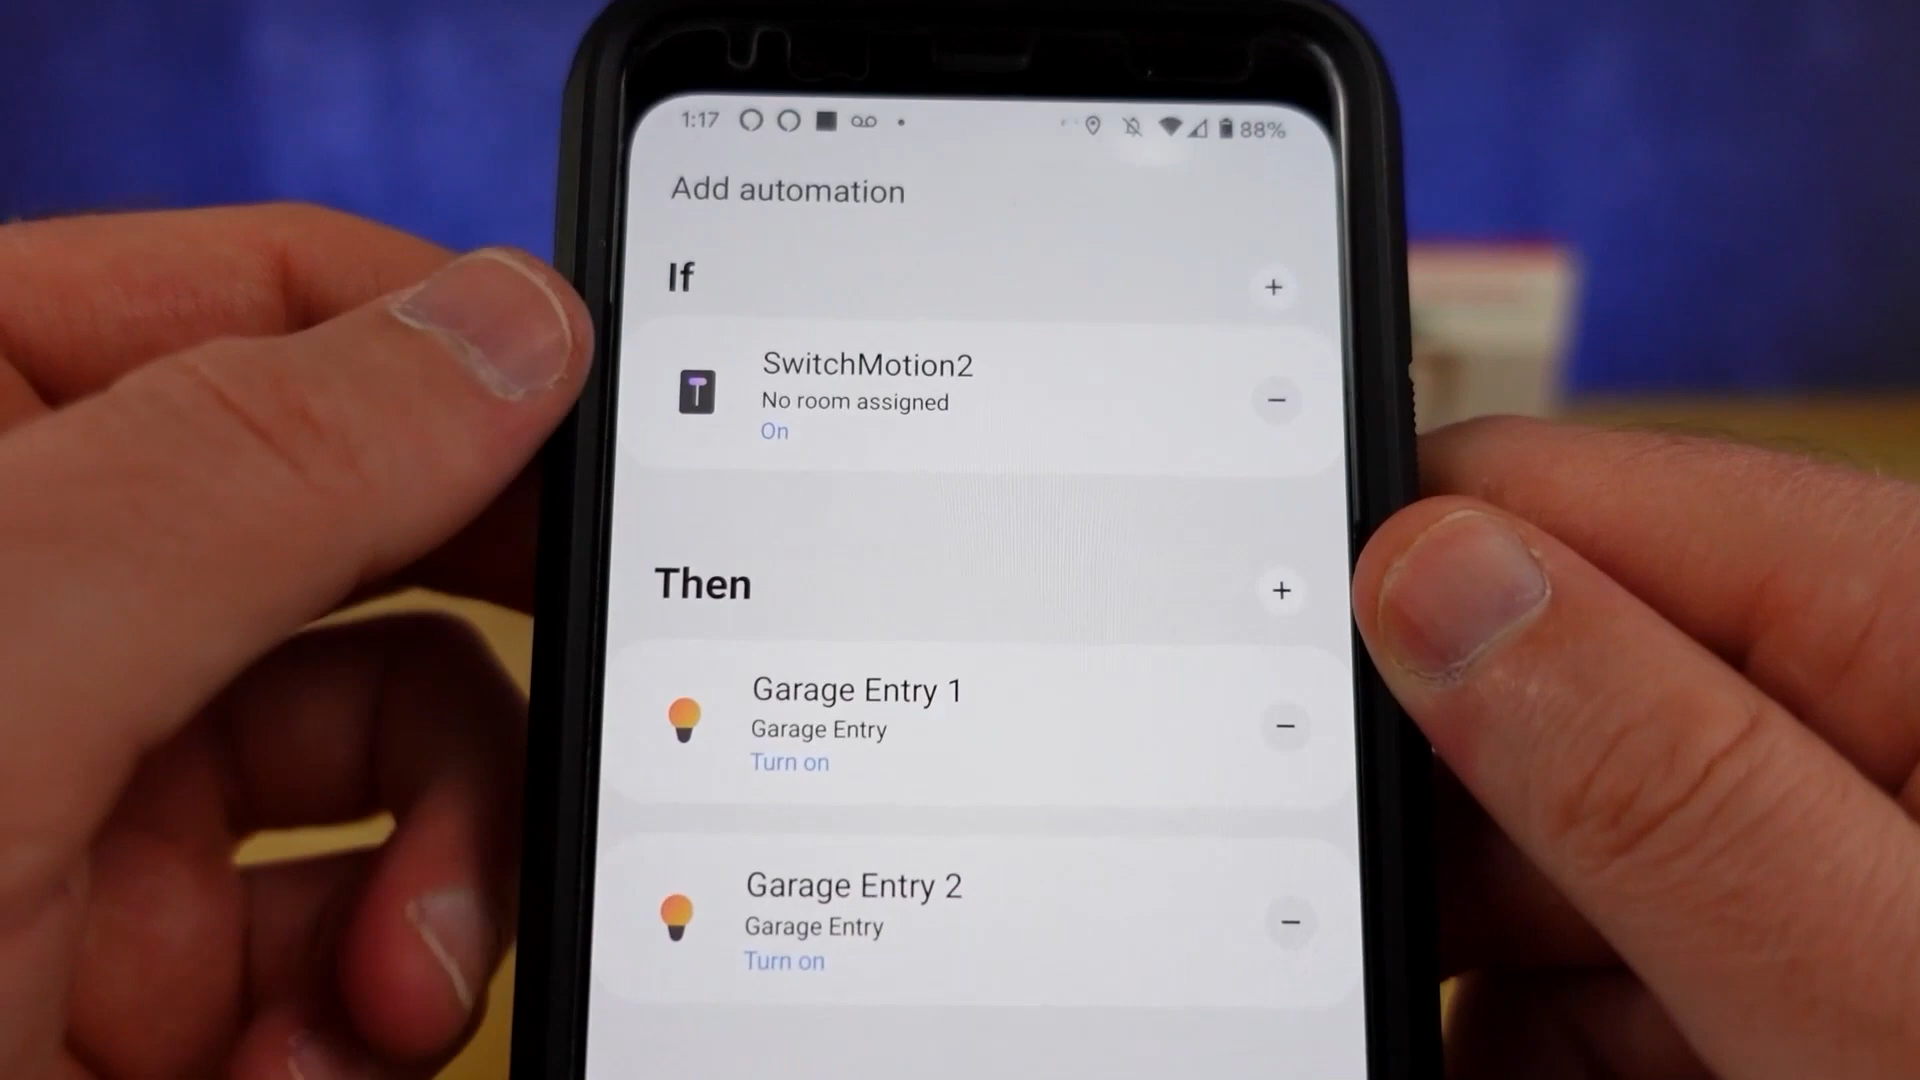 1:17
88%
Add automation
If
+
SwitchMotion2
No room assigned
On
Then
+
Garage Entry 1
Garage Entry
Turn on
Garage Entry 2
Garage Entry
Turn on